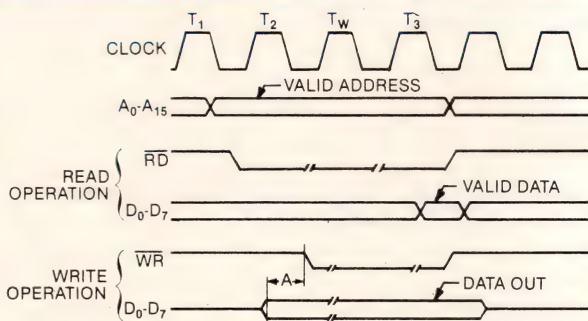 T1 T2 TW T3
CLOCK
VALID ADDRESS
A0-A15
RD
READ OPERATION
VALID DATA
D0-D7
WR
WRITE OPERATION
A
DATA OUT
D0-D7